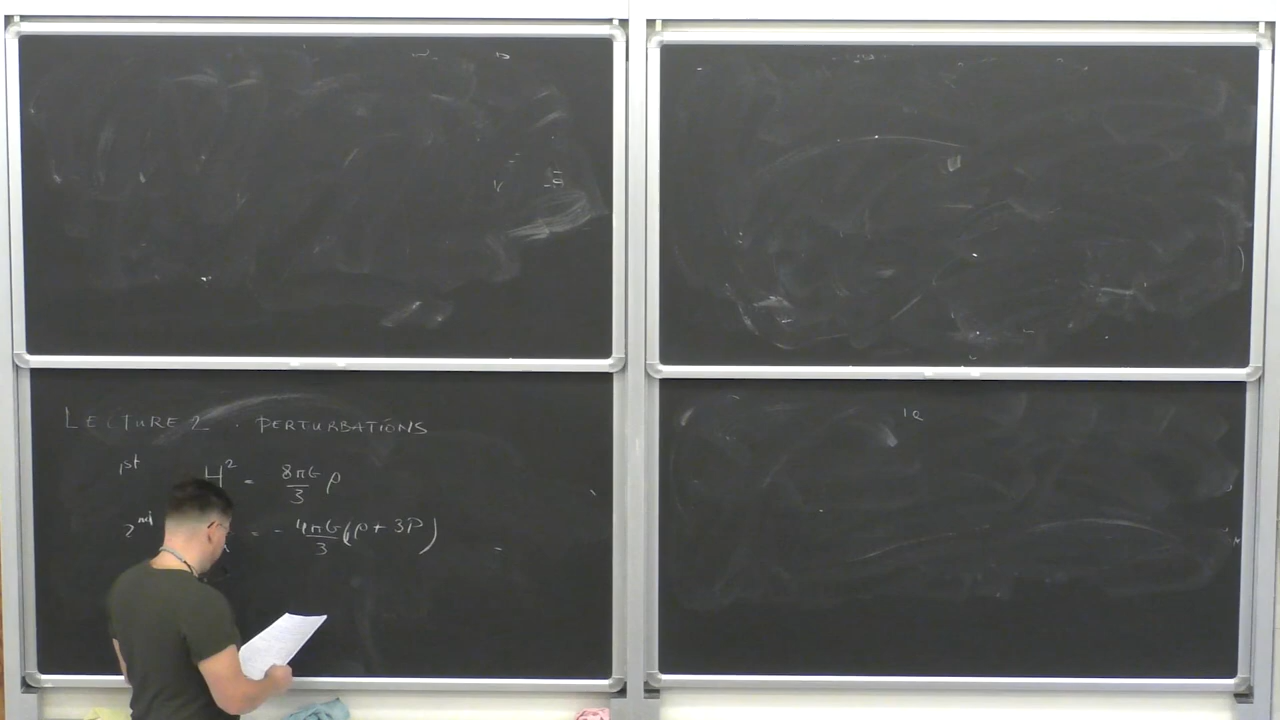 LECTURE 2 . PERTURBATIONS
1st H² = 8πG/3 ρ
2nd = - 4πG/3 (ρ + 3P)